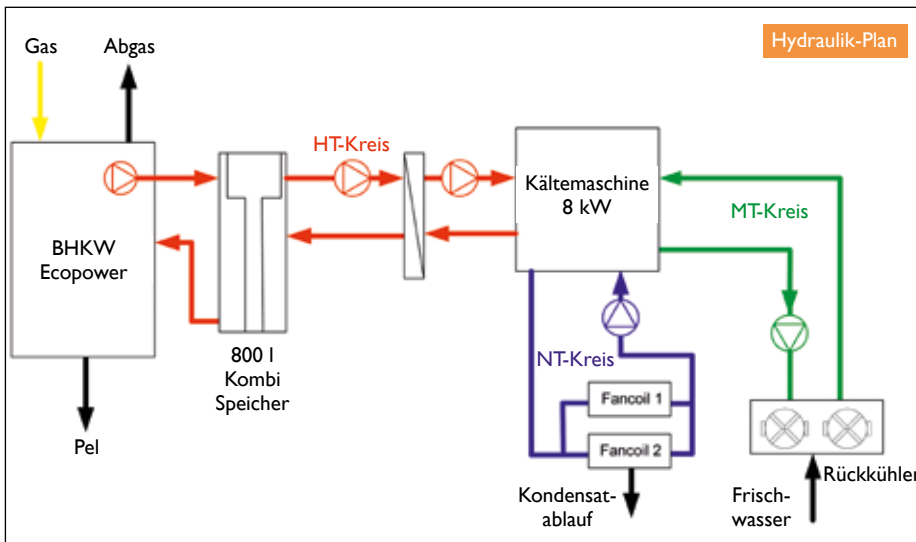 Hydraulik-Plan
Gas
Abgas
HT-Kreis
Kältemaschine
8 kW
MT-Kreis
BHKW
Ecopower
800 l
Kombi
Speicher
NT-Kreis
Fancoil 1
Fancoil 2
Pel
Kondensat-
ablauf
Frisch-
wasser
Rückkühler